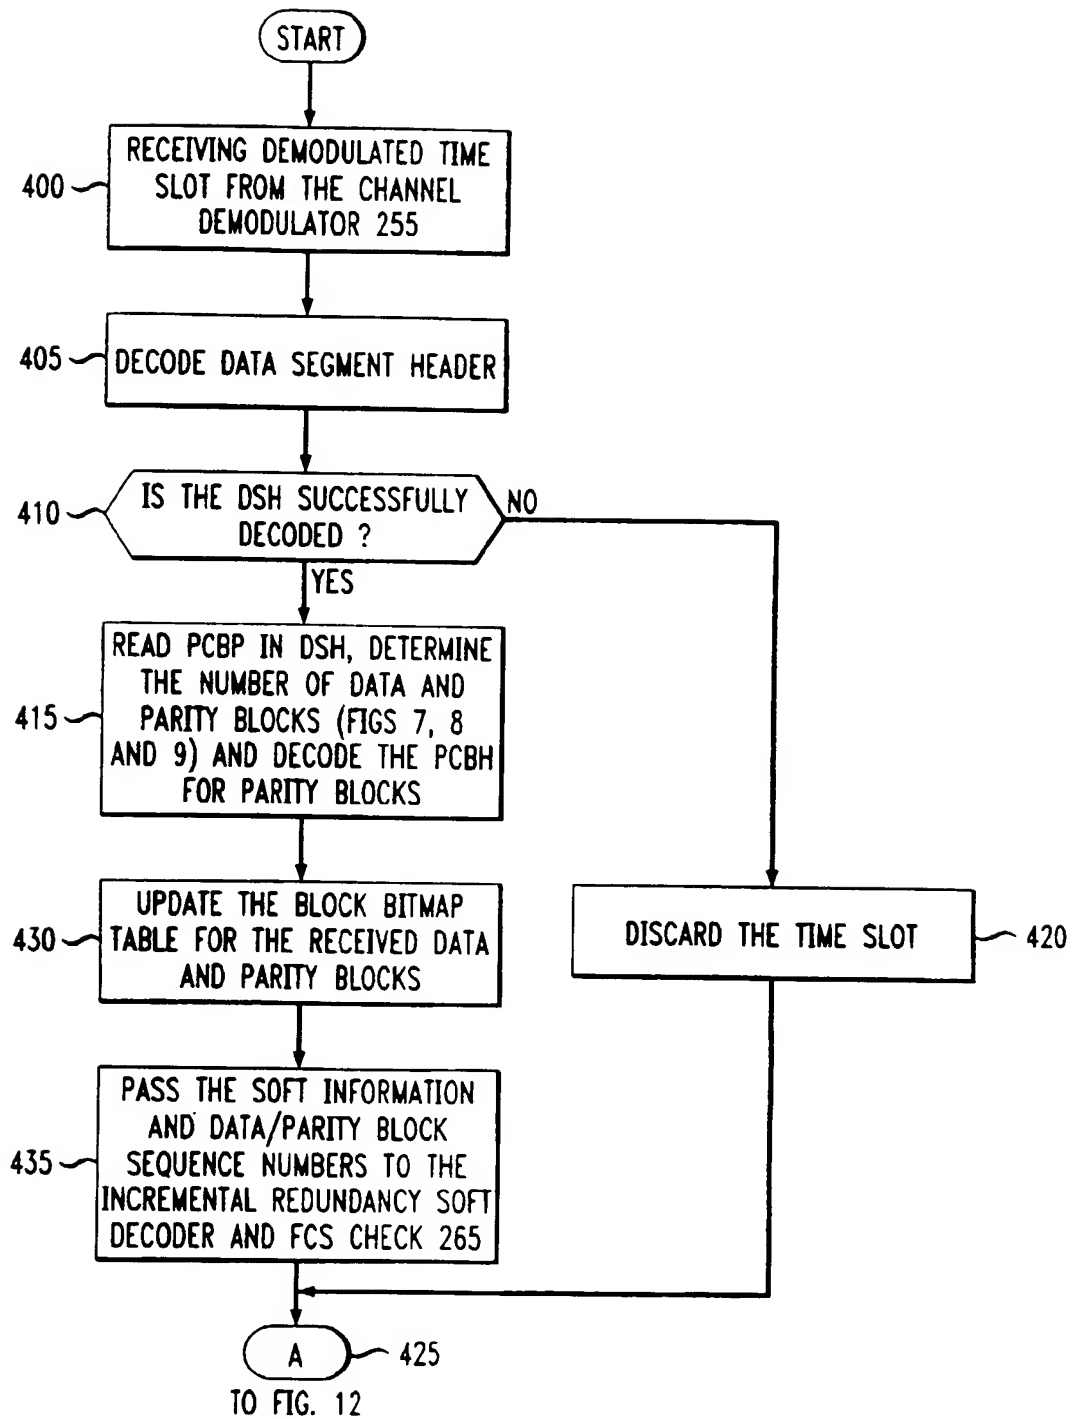 START
RECEIVING DEMODULATED TIME
SLOT FROM THE CHANNEL
DEMODULATOR 255
400
405
DECODE DATA SEGMENT HEADER
410
IS THE DSH SUCCESSFULLY
DECODED ?
NO
YES
READ PCBP IN DSH, DETERMINE
THE NUMBER OF DATA AND
PARITY BLOCKS (FIGS 7, 8
AND 9) AND DECODE THE PCBH
FOR PARITY BLOCKS
415
UPDATE THE BLOCK BITMAP
TABLE FOR THE RECEIVED DATA
AND PARITY BLOCKS
430
DISCARD THE TIME SLOT
420
PASS THE SOFT INFORMATION
AND DATA/PARITY BLOCK
SEQUENCE NUMBERS TO THE
INCREMENTAL REDUNDANCY SOFT
DECODER AND FCS CHECK 265
435
A
425
TO FIG. 12